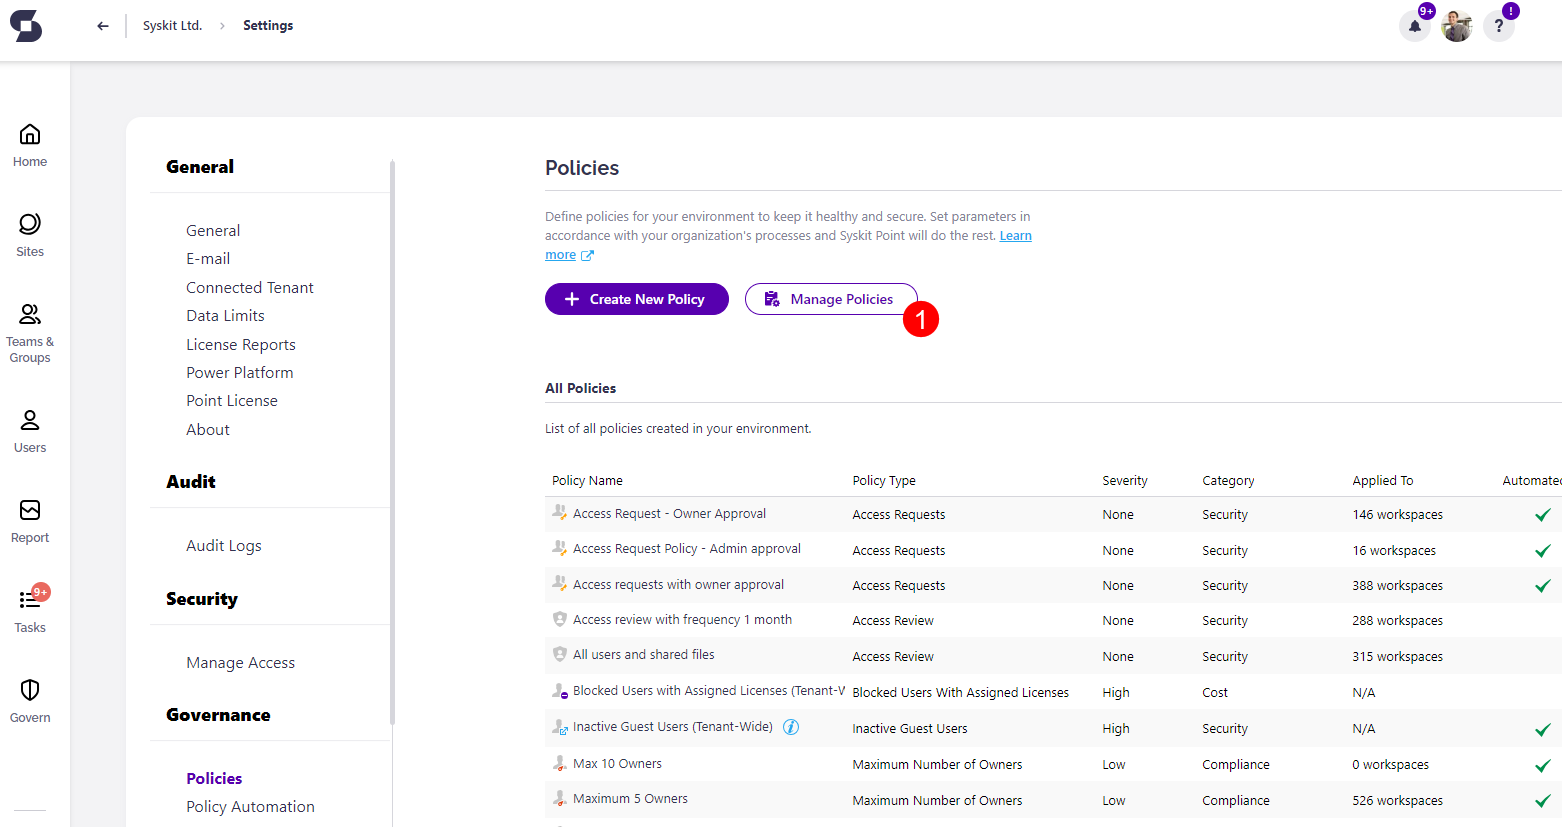 Syskit Ltd. > Settings
9+
!
?
Home
Sites
Teams &
Groups
Users
Report
9+
Tasks
Govern
General
General
E-mail
Connected Tenant
Data Limits
License Reports
Power Platform
Point License
About
Audit
Audit Logs
Security
Manage Access
Governance
Policies
Policy Automation
Policies
Define policies for your environment to keep it healthy and secure. Set parameters in
accordance with your organization's processes and Syskit Point will do the rest. Learn
more
Create New Policy
Manage Policies
1
All Policies
List of all policies created in your environment.
Policy Name Policy Type Severity Category Applied To Automated
Access Request - Owner Approval Access Requests None Security 146 workspaces
Access Request Policy - Admin approval Access Requests None Security 16 workspaces
Access requests with owner approval Access Requests None Security 388 workspaces
Access review with frequency 1 month Access Review None Security 288 workspaces
All users and shared files Access Review None Security 315 workspaces
Blocked Users with Assigned Licenses (Tenant-W Blocked Users With Assigned Licenses High Cost N/A
Inactive Guest Users (Tenant-Wide) i Inactive Guest Users High Security N/A
Max 10 Owners Maximum Number of Owners Low Compliance 0 workspaces
Maximum 5 Owners Maximum Number of Owners Low Compliance 526 workspaces